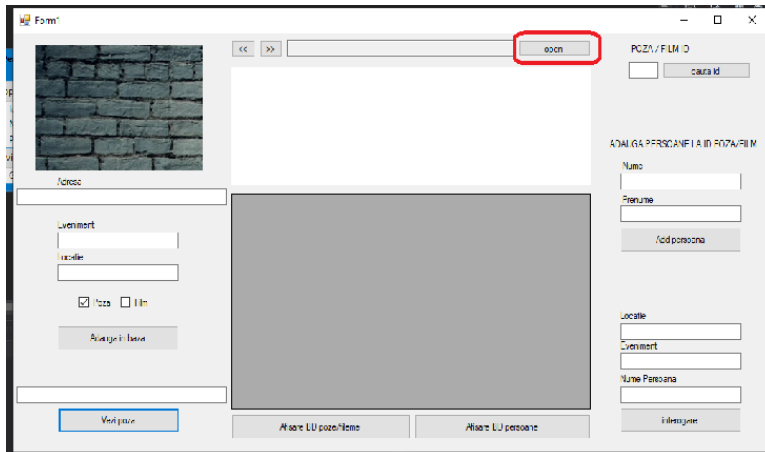 Form1
<< >> open
POZA / FILM ID
cauta id
ADAUGA PERSOANE LA ID POZA/FILM
Adresa
Nume
Prenume
Eveniment
Add persoana
Locatie
Poza Film
Locatie
Adauga in baza
Eveniment
Nume Persoana
Vezi poza
Afisare BD poze/filme
Afisare BD persoane
interogare